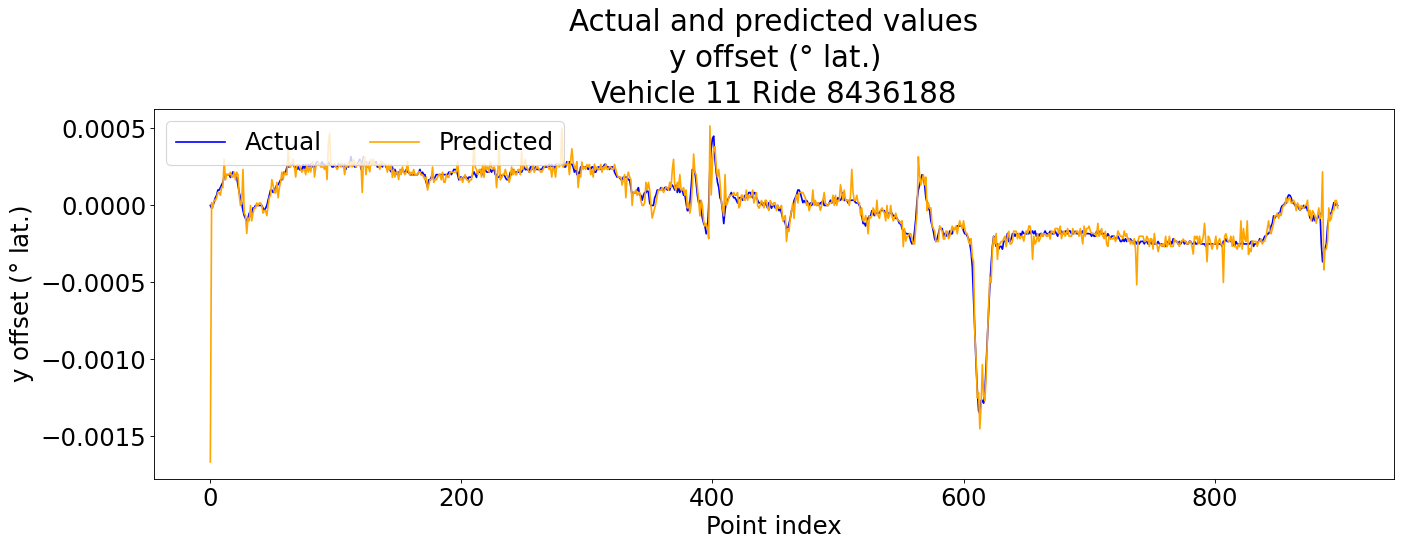 Actual and predicted values
y offset (° lat.)
Vehicle 11 Ride 8436188
Actual
Predicted
0.0005
0.0000
−0.0005
−0.0010
−0.0015
y offset (° lat.)
0
200
400
600
800
Point index